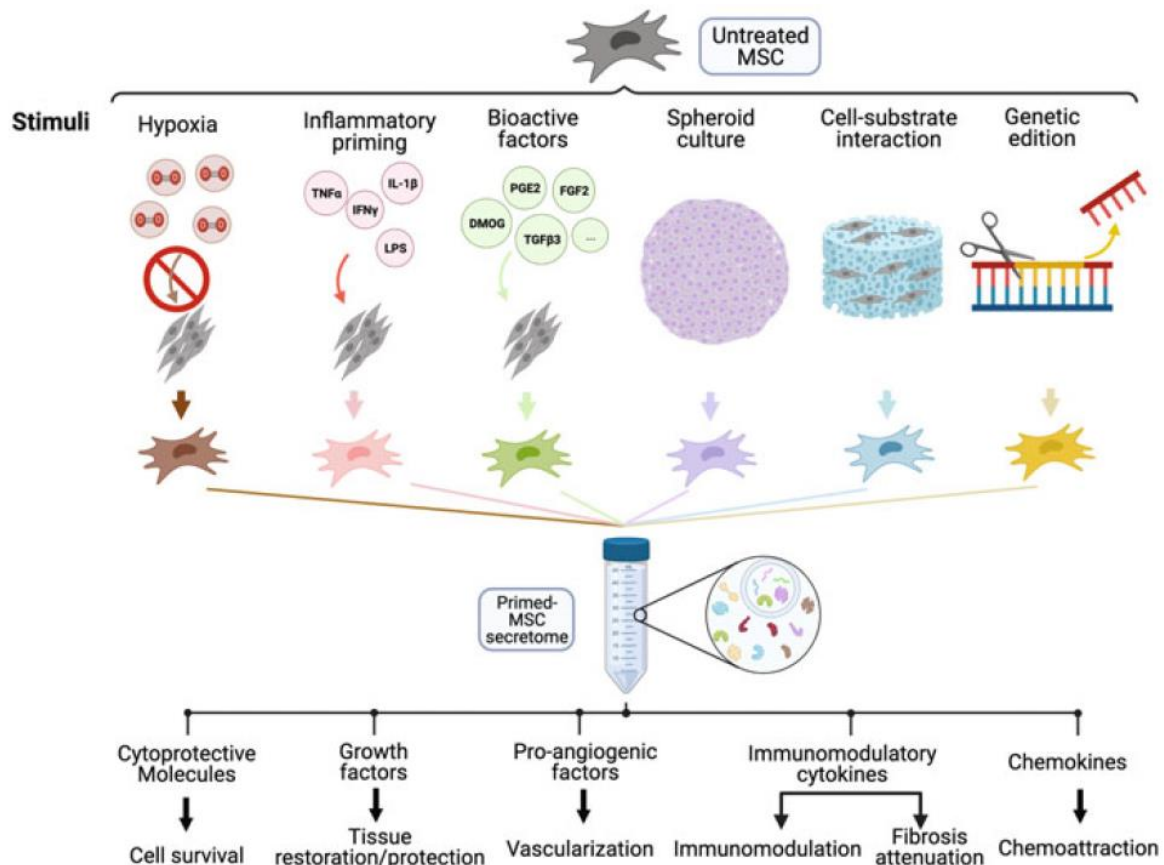 Untreated
MSC
Stimuli
Hypoxia
Inflammatory
priming
Bioactive
factors
Spheroid
culture
Cell-substrate
interaction
Genetic
edition
TNFα
IL-1β
IFNγ
LPS
PGE2
FGF2
DMOG
TGFβ3
...
Primed-
MSC
secretome
Cytoprotective
Molecules
Growth
factors
Pro-angiogenic
factors
Immunomodulatory
cytokines
Chemokines
Cell survival
Tissue
restoration/protection
Vascularization
Immunomodulation
Fibrosis
attenuation
Chemoattraction